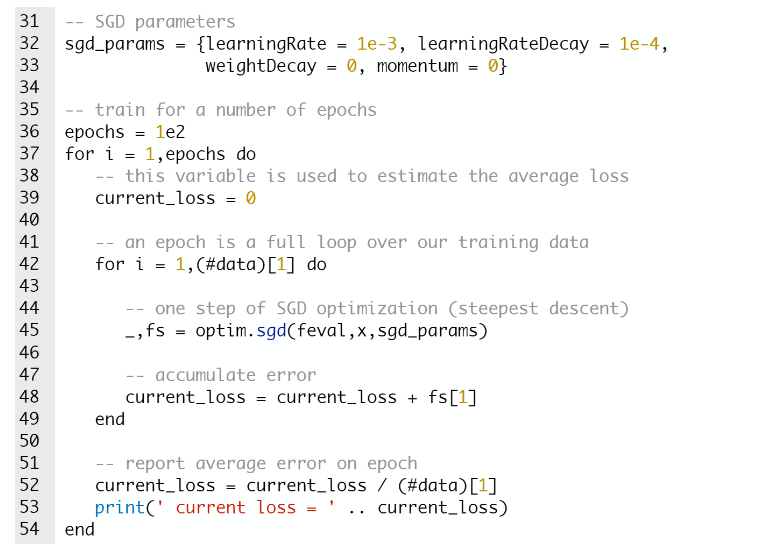 31 -- SGD parameters
32 sgd_params = {learningRate = 1e-3, learningRateDecay = 1e-4,
33               weightDecay = 0, momentum = 0}
34
35 -- train for a number of epochs
36 epochs = 1e2
37 for i = 1,epochs do
38    -- this variable is used to estimate the average loss
39    current_loss = 0
40
41    -- an epoch is a full loop over our training data
42    for i = 1,(#data)[1] do
43
44       -- one step of SGD optimization (steepest descent)
45       _,fs = optim.sgd(feval,x,sgd_params)
46
47       -- accumulate error
48       current_loss = current_loss + fs[1]
49    end
50
51    -- report average error on epoch
52    current_loss = current_loss / (#data)[1]
53    print(' current loss = ' .. current_loss)
54 end